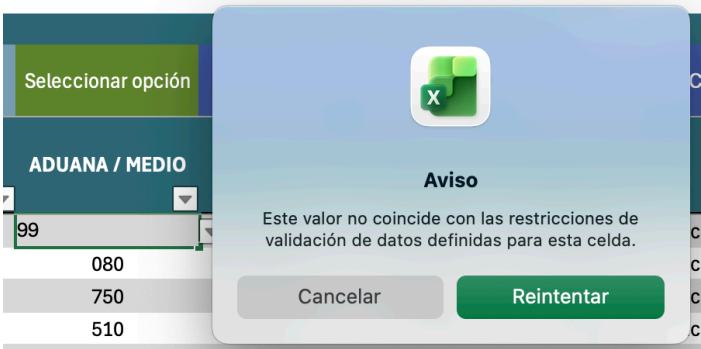 Seleccionar opción
ADUANA / MEDIO
99
080
750
510
X
Aviso
Este valor no coincide con las restricciones de
validación de datos definidas para esta celda.
Cancelar
Reintentar